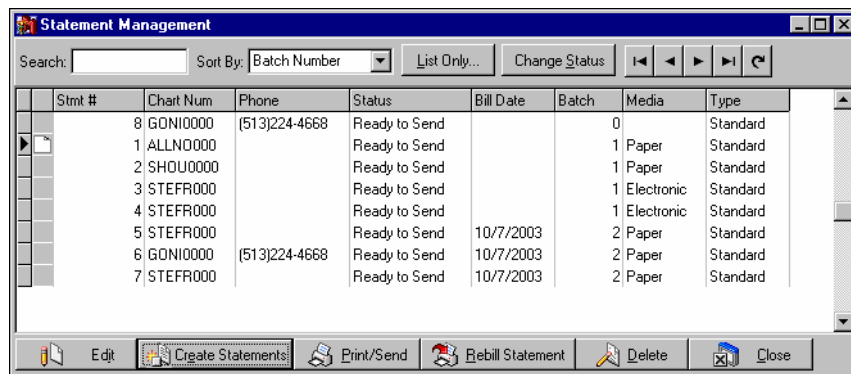 Statement Management
Search: Sort By: Batch Number List Only... Change Status
Stmt # Chart Num Phone Status Bill Date Batch Media Type
8 GONI0000 (513)224-4668 Ready to Send 0 Standard
1 ALLNO000 Ready to Send 1 Paper Standard
2 SHOU0000 Ready to Send 1 Paper Standard
3 STEFR000 Ready to Send 1 Electronic Standard
4 STEFR000 Ready to Send 1 Electronic Standard
5 STEFR000 Ready to Send 10/7/2003 2 Paper Standard
6 GONI0000 (513)224-4668 Ready to Send 10/7/2003 2 Paper Standard
7 STEFR000 Ready to Send 10/7/2003 2 Paper Standard
Edit Create Statements Print/Send Rebill Statement Delete Close